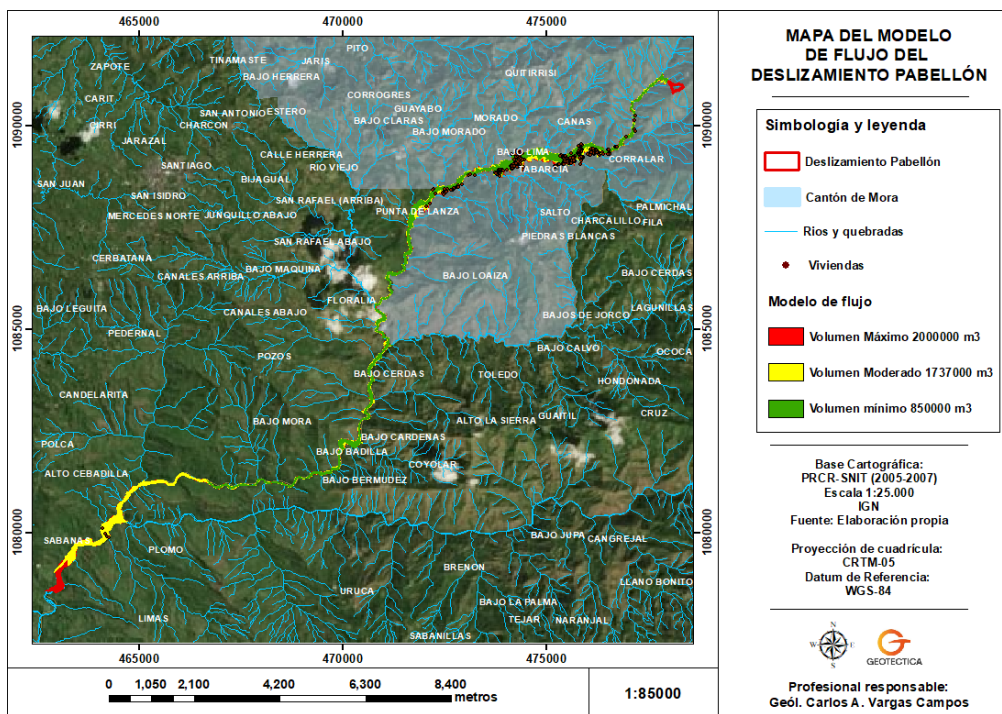 465000
470000
475000
1090000
1085000
1080000
1090000
1085000
1080000
465000
470000
475000
ZAPOTE
TINAMASTE
PITO
JARIS
BAJO HERRERA
QUITIRRISI
CARIT
CORROGRES
SAN ANTONIO
ESTERO
GUAYABO
CIRRI
CHARCON
BAJO CLARAS
MORADO
CANAS
BAJO MORADO
JARAZAL
SANTIAGO
CALLE HERRERA
RIO VIEJO
BAJO LIMA
CORRALAR
TABARCIA
SAN JUAN
BIJAGUAL
SAN ISIDRO
SAN RAFAEL (ARRIBA)
MERCEDES NORTE
JUNQUILLO ABAJO
PUNTA DE LANZA
SALTO
PALMICHAL
CHARCALILLO
FILA
SAN RAFAEL ABAJO
PIEDRAS BLANCAS
CERBATANA
CANALES ARRIBA
BAJO MAQUINA
BAJO LOAIZA
BAJO CERDAS
BAJO LEGUITA
FLORALIA
CANALES ABAJO
LAGUNILLAS
BAJOS DE JORCO
PEDERNAL
POZOS
BAJO CALVO
OCOCA
BAJO CERDAS
TOLEDO
HONDONADA
CANDELARITA
BAJO MORA
ALTO LA SIERRA
GUAITIL
CRUZ
POLCA
BAJO CARDENAS
BAJO BADILLA
ALTO CEBADILLA
COYOLAR
BAJO BERMUDEZ
SABANAS
PLOMO
BAJO JUPA
CANGREJAL
BRENON
URUCA
LLANO BONITO
BAJO LA PALMA
LIMAS
TEJAR
NARANJAL
SABANILLAS
0 1,050 2,100 4,200 6,300 8,400
metros
1:85000
MAPA DEL MODELO
DE FLUJO DEL
DESLIZAMIENTO PABELLÓN
Simbología y leyenda
Deslizamiento Pabellón
Cantón de Mora
Rios y quebradas
Viviendas
Modelo de flujo
Volumen Máximo 2000000 m3
Volumen Moderado 1737000 m3
Volumen mínimo 850000 m3
Base Cartográfica:
PRCR-SNIT (2005-2007)
Escala 1:25.000
IGN
Fuente: Elaboración propia
Proyección de cuadrícula:
CRTM-05
Datum de Referencia:
WGS-84
N
W E
S
GEOTECTICA
Profesional responsable:
Geól. Carlos A. Vargas Campos